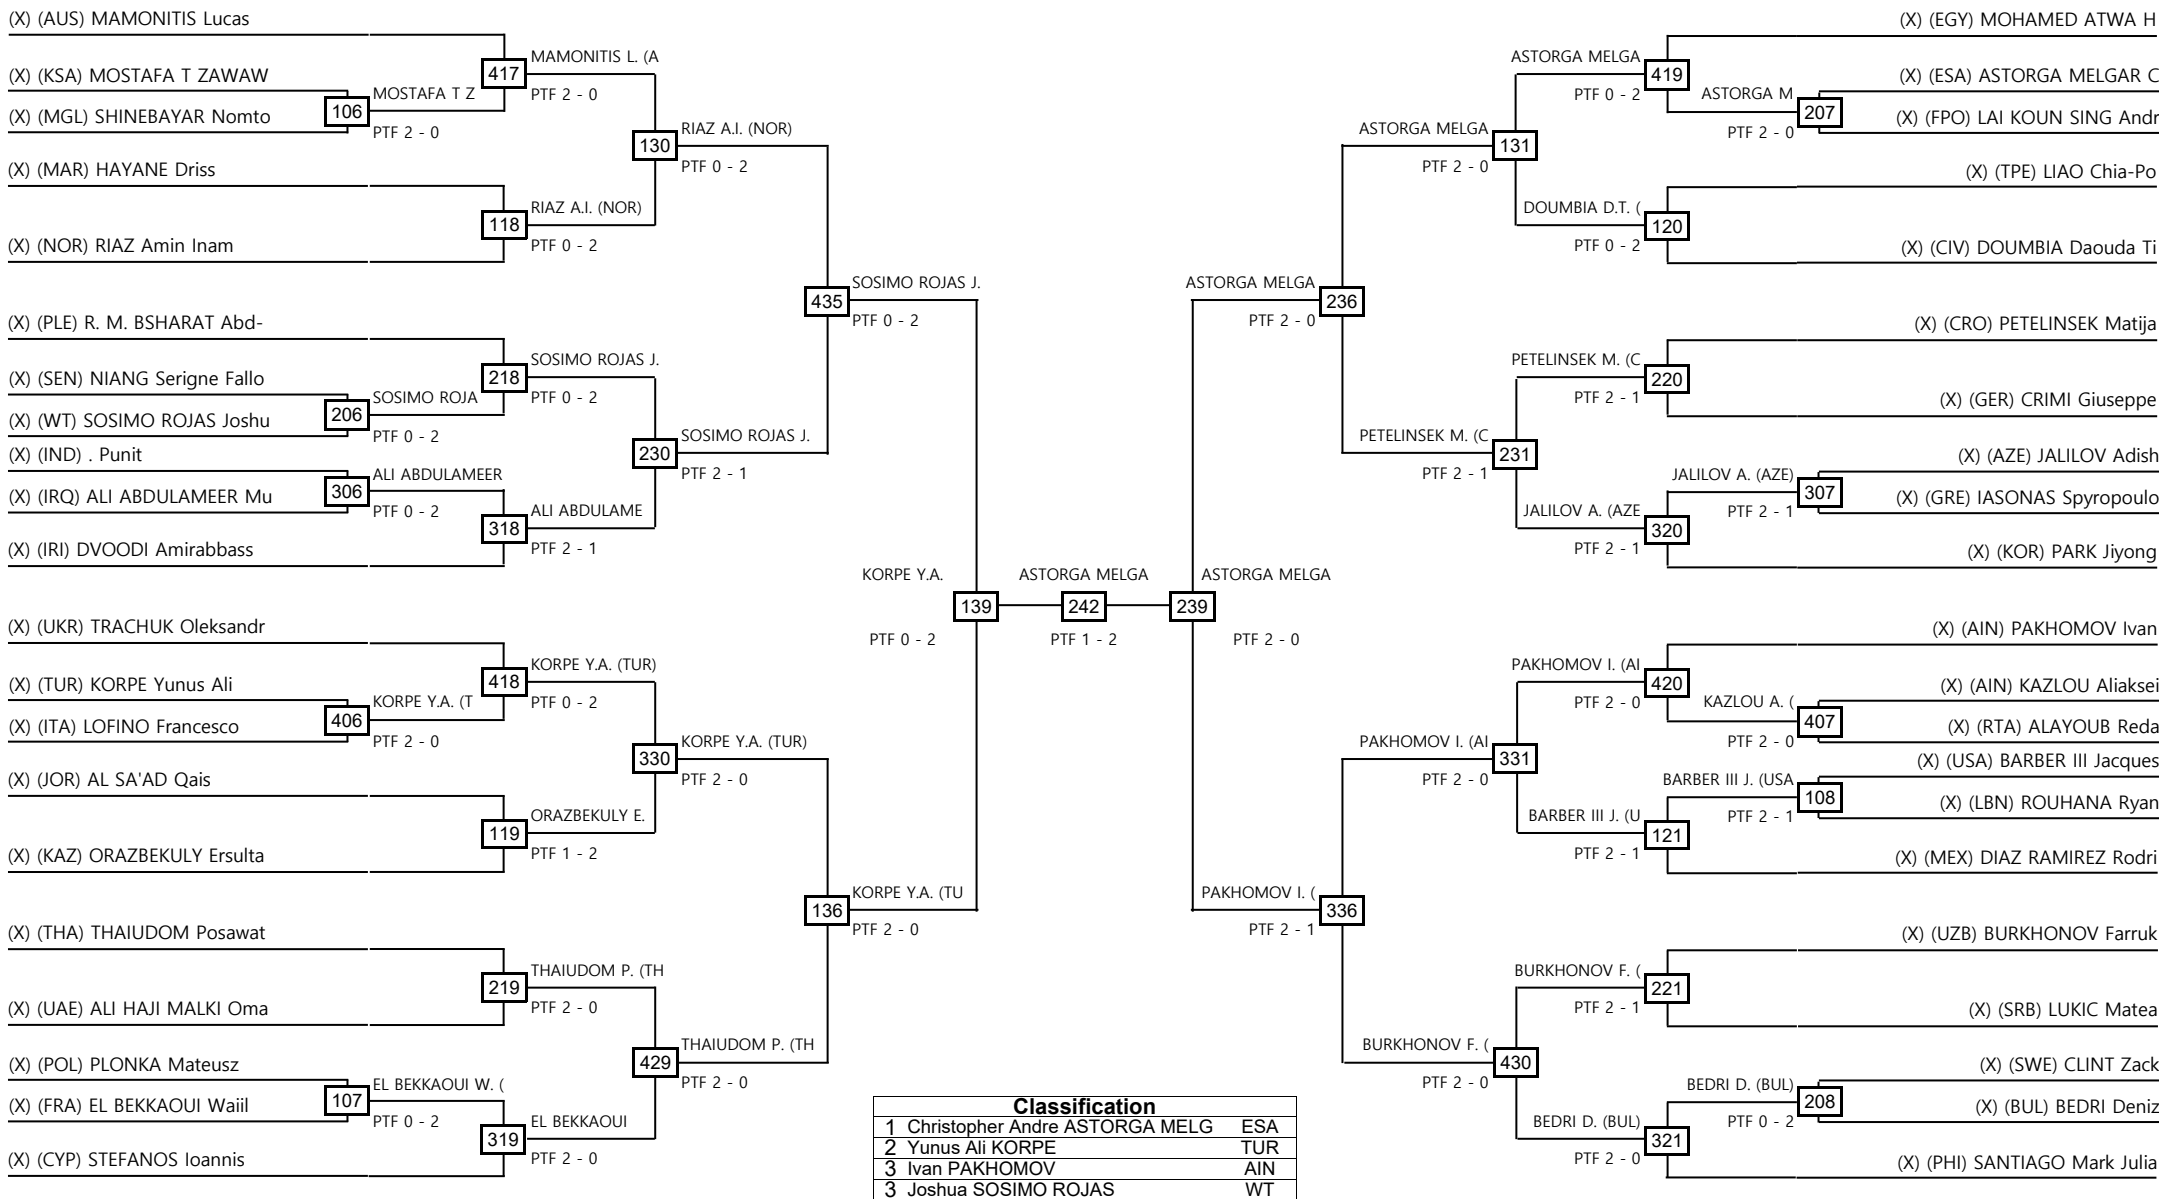 (X) (AUS) MAMONITIS Lucas
(X) (KSA) MOSTAFA T ZAWAW
(X) (MGL) SHINEBAYAR Nomto
(X) (MAR) HAYANE Driss
(X) (NOR) RIAZ Amin Inam
(X) (PLE) R. M. BSHARAT Abd-
(X) (SEN) NIANG Serigne Fallo
(X) (WT) SOSIMO ROJAS Joshu
(X) (IND) . Punit
(X) (IRQ) ALI ABDULAMEER Mu
(X) (IRI) DVOODI Amirabbass
(X) (UKR) TRACHUK Oleksandr
(X) (TUR) KORPE Yunus Ali
(X) (ITA) LOFINO Francesco
(X) (JOR) AL SA'AD Qais
(X) (KAZ) ORAZBEKULY Ersulta
(X) (THA) THAIUDOM Posawat
(X) (UAE) ALI HAJI MALKI Oma
(X) (POL) PLONKA Mateusz
(X) (FRA) EL BEKKAOUI Waiil
(X) (CYP) STEFANOS Ioannis
106
MOSTAFA T Z
PTF 2 - 0
206
SOSIMO ROJA
PTF 0 - 2
306
ALI ABDULAMEER
PTF 0 - 2
406
KORPE Y.A. (T
PTF 2 - 0
107
EL BEKKAOUI W. (
PTF 0 - 2
417
MAMONITIS L. (A
PTF 2 - 0
118
RIAZ A.I. (NOR)
PTF 0 - 2
218
SOSIMO ROJAS J.
PTF 0 - 2
318
ALI ABDULAME
PTF 2 - 1
418
KORPE Y.A. (TUR)
PTF 0 - 2
119
ORAZBEKULY E.
PTF 1 - 2
219
THAIUDOM P. (TH
PTF 2 - 0
319
EL BEKKAOUI
PTF 2 - 0
130
RIAZ A.I. (NOR)
PTF 0 - 2
230
SOSIMO ROJAS J.
PTF 2 - 1
330
KORPE Y.A. (TUR)
PTF 2 - 0
429
THAIUDOM P. (TH
PTF 2 - 0
435
SOSIMO ROJAS J.
PTF 0 - 2
136
KORPE Y.A. (TU
PTF 2 - 0
KORPE Y.A.
139
PTF 0 - 2
ASTORGA MELGA
242
PTF 1 - 2
ASTORGA MELGA
239
PTF 2 - 0
ASTORGA MELGA
236
PTF 2 - 0
PAKHOMOV I. (
336
PTF 2 - 1
ASTORGA MELGA
131
PTF 2 - 0
PETELINSEK M. (C
231
PTF 2 - 1
PAKHOMOV I. (AI
331
PTF 2 - 0
BURKHONOV F. (
430
PTF 2 - 0
ASTORGA MELGA
419
PTF 0 - 2
DOUMBIA D.T. (
120
PTF 0 - 2
PETELINSEK M. (C
220
PTF 2 - 1
JALILOV A. (AZE
320
PTF 2 - 1
PAKHOMOV I. (AI
420
PTF 2 - 0
BARBER III J. (U
121
PTF 2 - 1
BURKHONOV F. (
221
PTF 2 - 1
BEDRI D. (BUL)
321
PTF 2 - 0
ASTORGA M
207
PTF 2 - 0
JALILOV A. (AZE)
307
PTF 2 - 1
KAZLOU A. (
407
PTF 2 - 0
BARBER III J. (USA
108
PTF 2 - 1
BEDRI D. (BUL)
208
PTF 0 - 2
(X) (EGY) MOHAMED ATWA H
(X) (ESA) ASTORGA MELGAR C
(X) (FPO) LAI KOUN SING Andr
(X) (TPE) LIAO Chia-Po
(X) (CIV) DOUMBIA Daouda Ti
(X) (CRO) PETELINSEK Matija
(X) (GER) CRIMI Giuseppe
(X) (AZE) JALILOV Adish
(X) (GRE) IASONAS Spyropoulo
(X) (KOR) PARK Jiyong
(X) (AIN) PAKHOMOV Ivan
(X) (AIN) KAZLOU Aliaksei
(X) (RTA) ALAYOUB Reda
(X) (USA) BARBER III Jacques
(X) (LBN) ROUHANA Ryan
(X) (MEX) DIAZ RAMIREZ Rodri
(X) (UZB) BURKHONOV Farruk
(X) (SRB) LUKIC Matea
(X) (SWE) CLINT Zack
(X) (BUL) BEDRI Deniz
(X) (PHI) SANTIAGO Mark Julia
Classification
1 Christopher Andre ASTORGA MELG ESA
2 Yunus Ali KORPE TUR
3 Ivan PAKHOMOV AIN
3 Joshua SOSIMO ROJAS WT